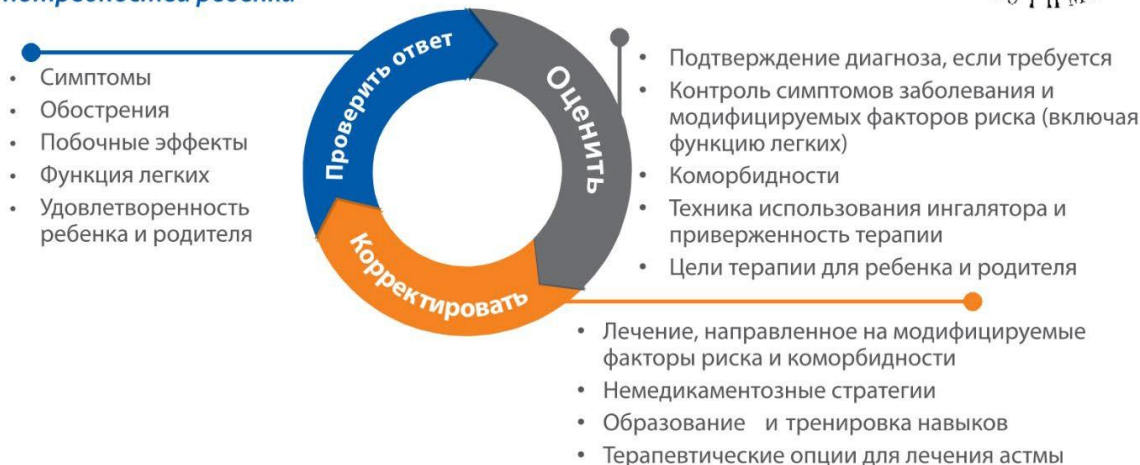 потребностей ребенка
Проверить ответ
Оценить
Корректировать
• Симптомы
• Обострения
• Побочные эффекты
• Функция легких
• Удовлетворенность
ребенка и родителя
• Подтверждение диагноза, если требуется
• Контроль симптомов заболевания и
модифицируемых факторов риска (включая
функцию легких)
• Коморбидности
• Техника использования ингалятора и
приверженность терапии
• Цели терапии для ребенка и родителя
• Лечение, направленное на модифицируемые
факторы риска и коморбидности
• Немедикаментозные стратегии
• Образование и тренировка навыков
• Терапевтические опции для лечения астмы